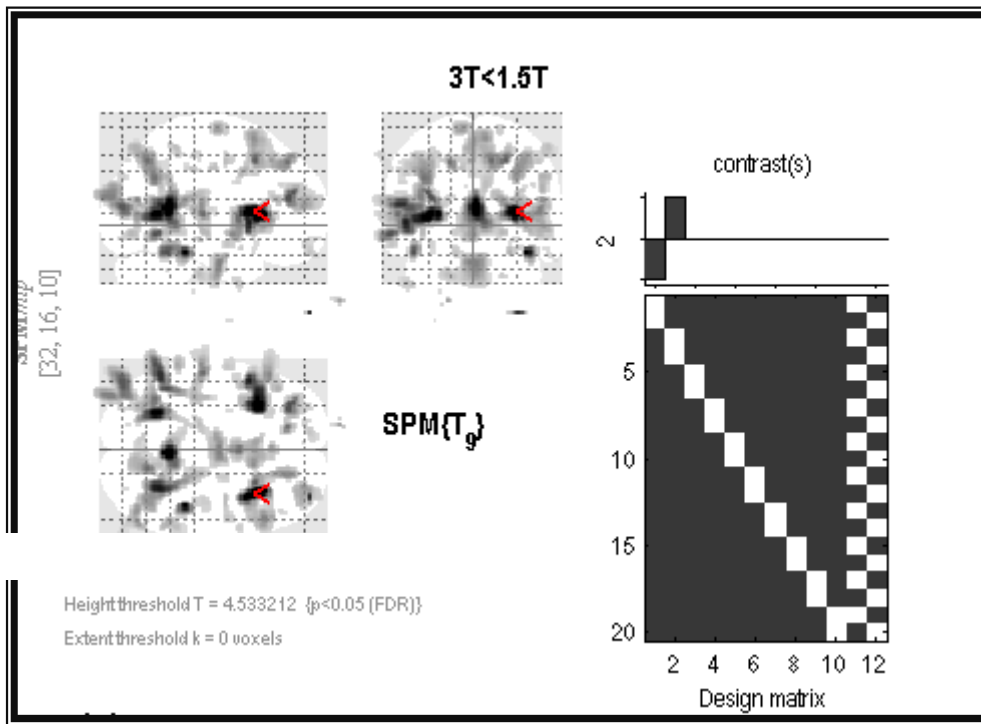 3T<1.5T
contrast(s)
2
SPMmip
[32, 16, 10]
SPM{T9}
5
10
15
20
2 4 6 8 10 12
Design matrix
Height threshold T = 4.533212 {p<0.05 (FDR)}
Extent threshold k = 0 voxels